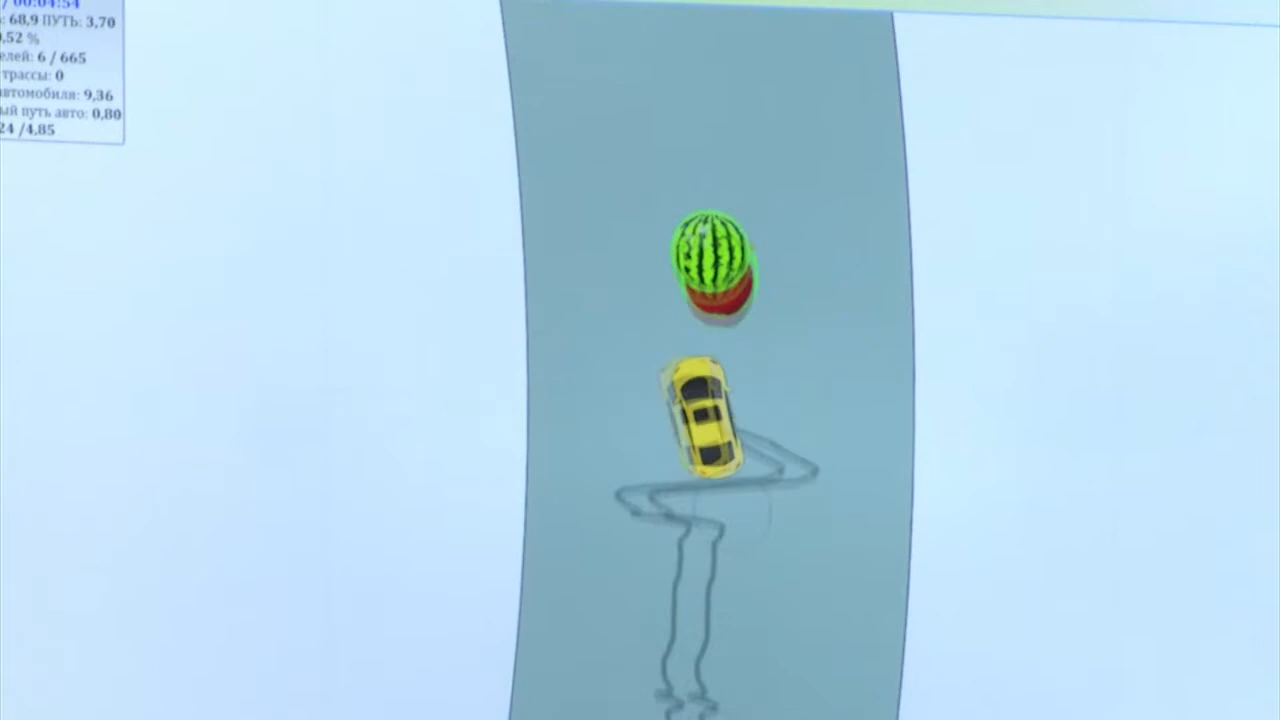 / 00:04:54
: 68,9 ПУТЬ: 3,70
,52 %
елей: 6 / 665
трассы: 0
автомобиля: 9,36
ый путь авто: 0,80
24 /4,85